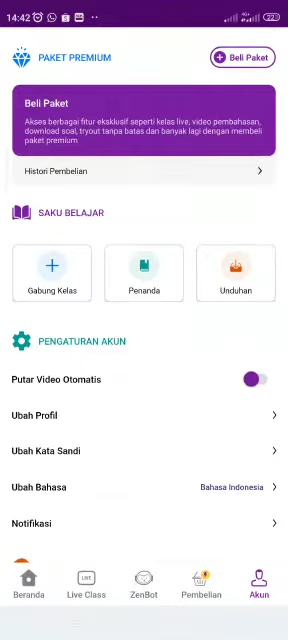 14:42
4G+
22
PAKET PREMIUM
Beli Paket
Beli Paket
Akses berbagai fitur eksklusif seperti kelas live, video pembahasan,
download soal, tryout tanpa batas dan banyak lagi dengan membeli
paket premium
Histori Pembelian
SAKU BELAJAR
Gabung Kelas
Penanda
Unduhan
PENGATURAN AKUN
Putar Video Otomatis
Ubah Profil
Ubah Kata Sandi
Ubah Bahasa
Bahasa Indonesia
Notifikasi
LIVE
Beranda
Live Class
ZenBot
Pembelian
Akun